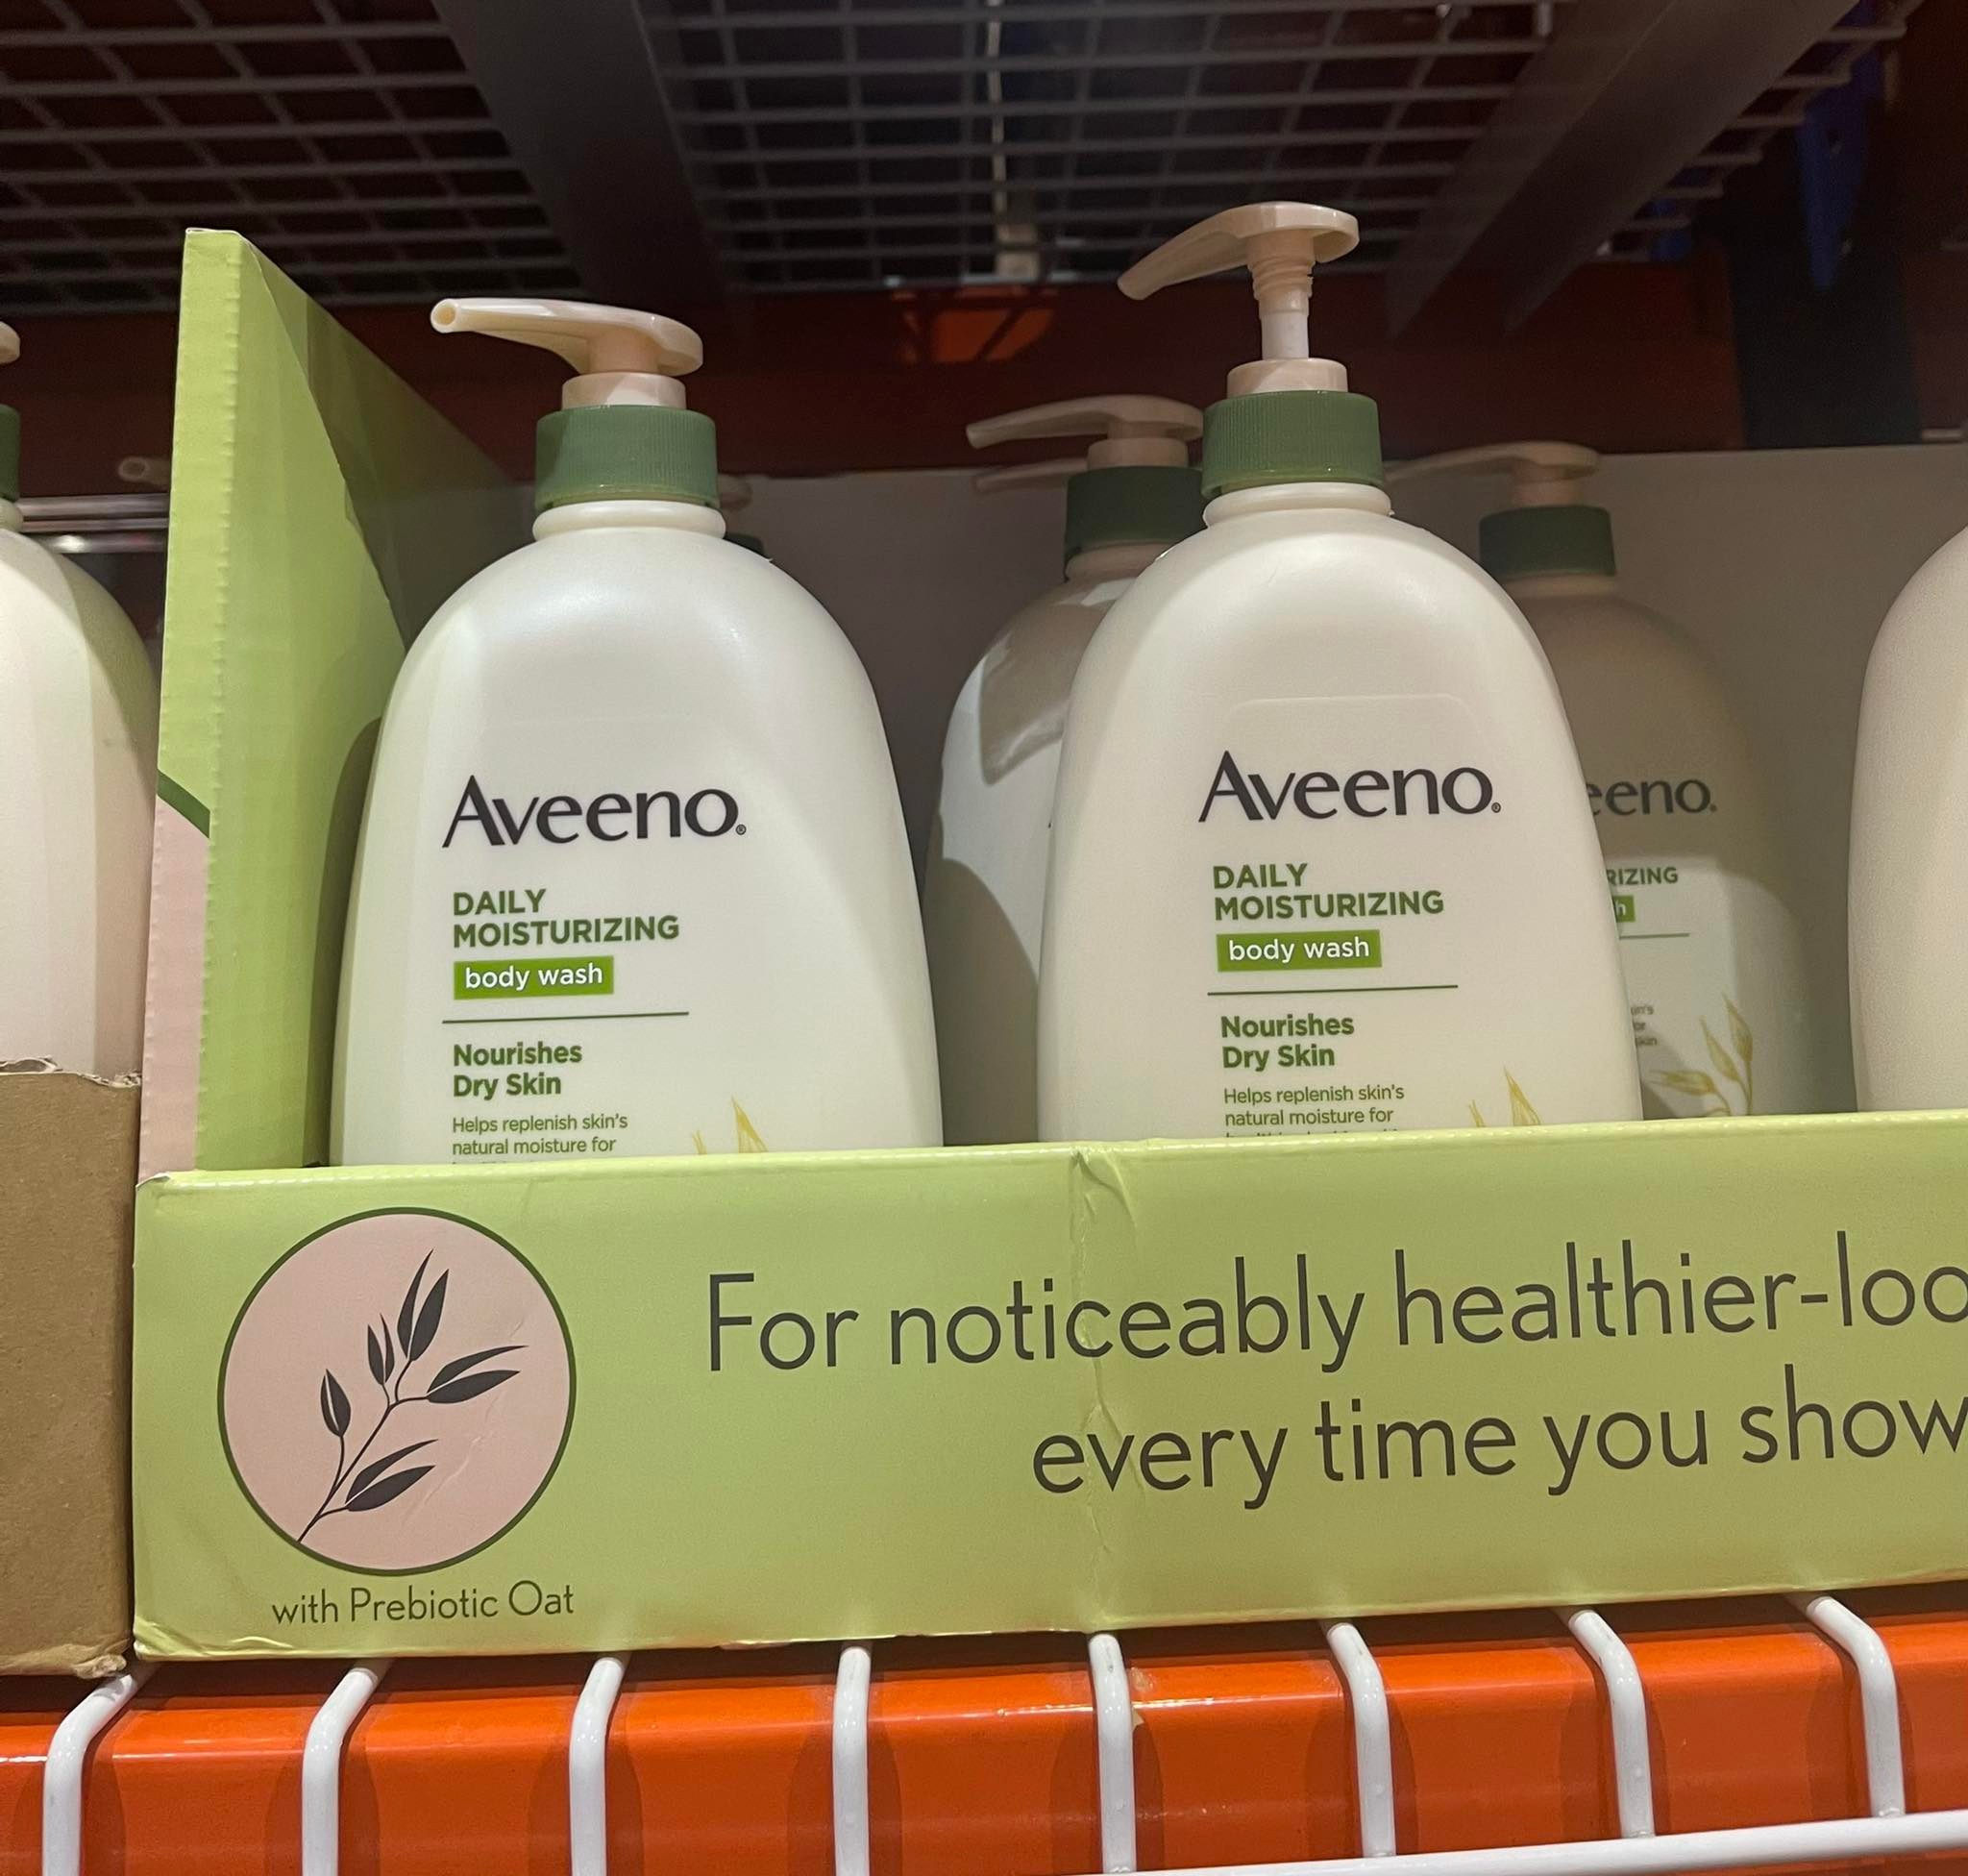 Aveeno®
DAILY
MOISTURIZING
body wash
Nourishes
Dry Skin
Helps replenish skin's
natural moisture for
Aveeno®
DAILY
MOISTURIZING
body wash
Nourishes
Dry Skin
Helps replenish skin's
natural moisture for
eeno®
RIZING
For noticeably healthier-loo
every time you show
with Prebiotic Oat